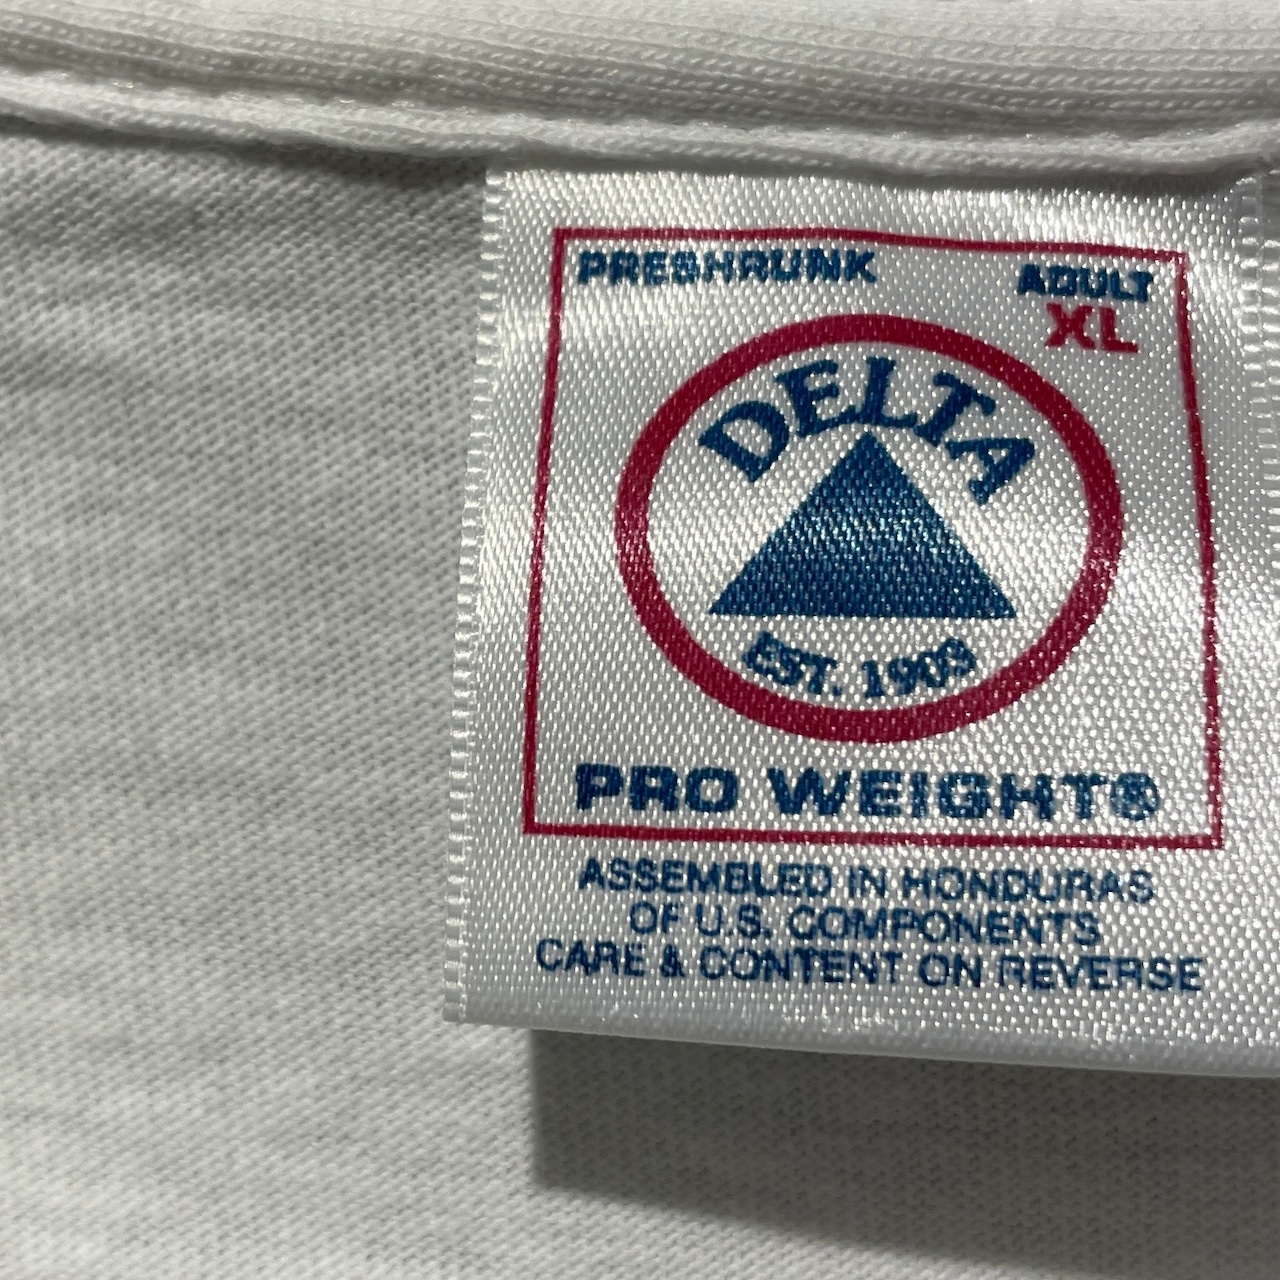 PRESHRUNK
ADULT
XL
DELTA
EST. 1903
PRO WEIGHT®
ASSEMBLED IN HONDURAS
OF U.S. COMPONENTS
CARE & CONTENT ON REVERSE